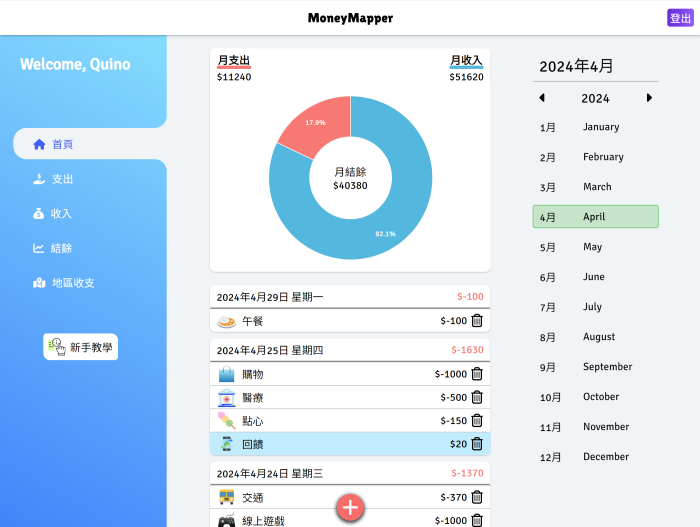 MoneyMapper
登出
Welcome, Quino
首頁
支出
收入
結餘
地區收支
新手教學
月支出
$11240
月收入
$51620
17.9%
月結餘
$40380
82.1%
2024年4月29日 星期一 $-100
午餐 $-100
2024年4月25日 星期四 $-1630
購物 $-1000
醫療 $-500
點心 $-150
回饋 $20
2024年4月24日 星期三 $-1370
交通 $-370
線上遊戲 $-1000
2024年4月
2024
1月 January
2月 February
3月 March
4月 April
5月 May
6月 June
7月 July
8月 August
9月 September
10月 October
11月 November
12月 December